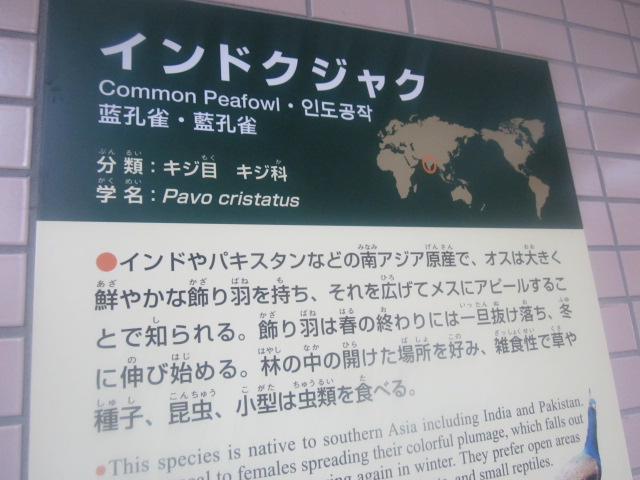 インドクジャク
Common Peafowl・인도공작
蓝孔雀・藍孔雀
分類：キジ目 キジ科
学名：Pavo cristatus
●インドやパキスタンなどの南アジア原産で、オスは大きく
鮮やかな飾り羽を持ち、それを広げてメスにアピールするこ
とで知られる。飾り羽は春の終わりには一旦抜け落ち、冬
に伸び始める。林の中の開けた場所を好み、雑食性で草や
種子、昆虫、小型は虫類を食べる。
●This species is native to southern Asia including India and Pakistan.
to females spreading their colorful plumage, which falls out
again in winter. They prefer open areas
and small reptiles.